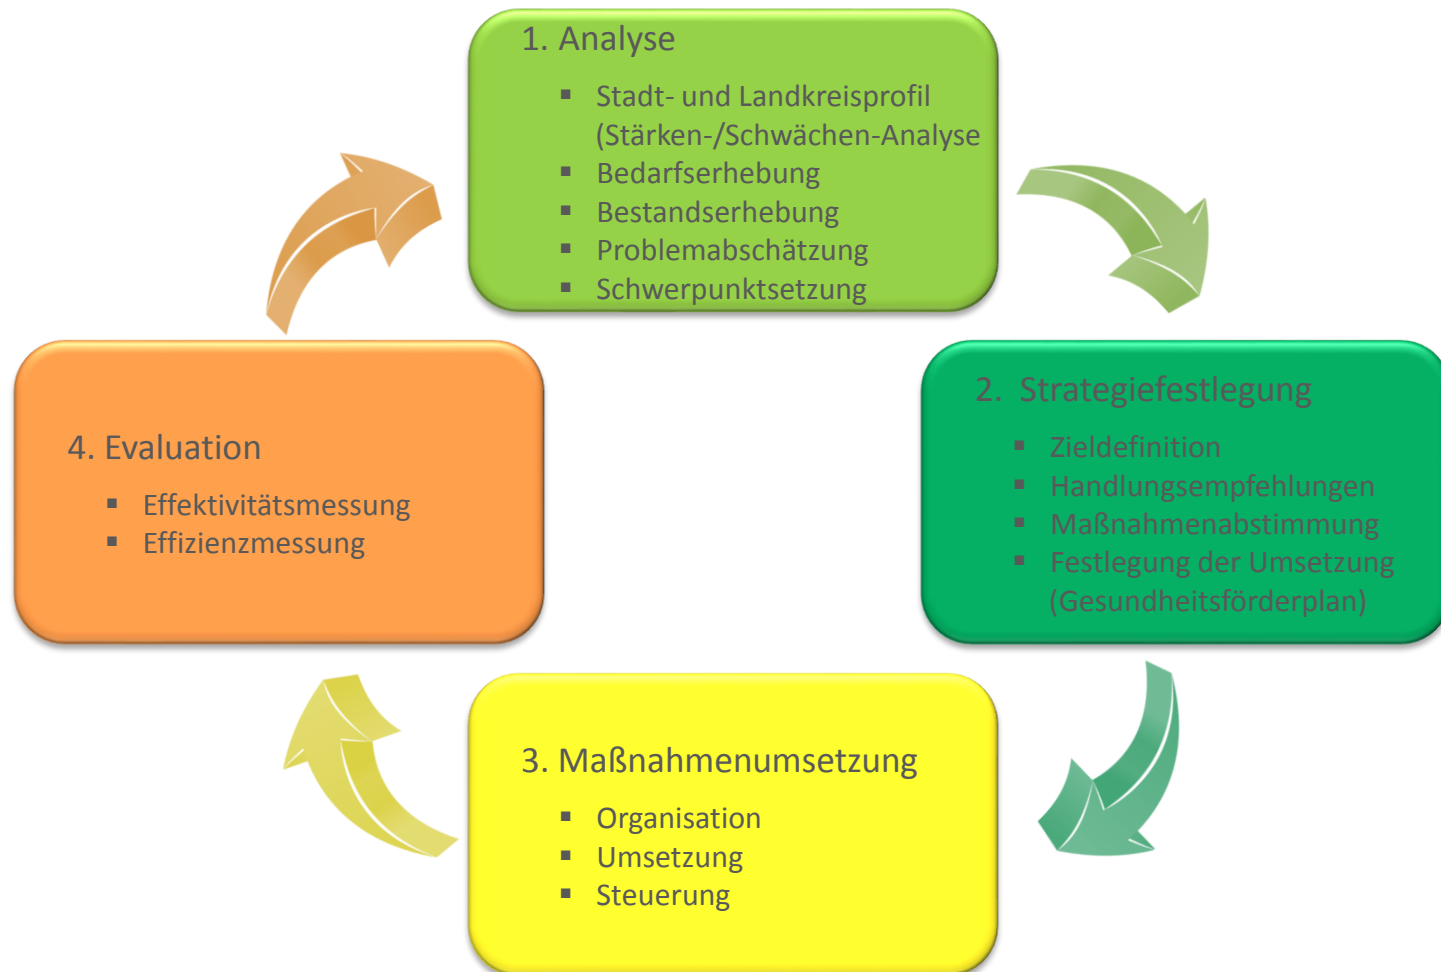 1. Analyse
▪ Stadt- und Landkreisprofil
(Stärken-/Schwächen-Analyse
▪ Bedarfserhebung
▪ Bestandserhebung
▪ Problemabschätzung
▪ Schwerpunktsetzung
2. Strategiefestlegung
▪ Zieldefinition
▪ Handlungsempfehlungen
▪ Maßnahmenabstimmung
▪ Festlegung der Umsetzung
(Gesundheitsförderplan)
3. Maßnahmenumsetzung
▪ Organisation
▪ Umsetzung
▪ Steuerung
4. Evaluation
▪ Effektivitätsmessung
▪ Effizienzmessung